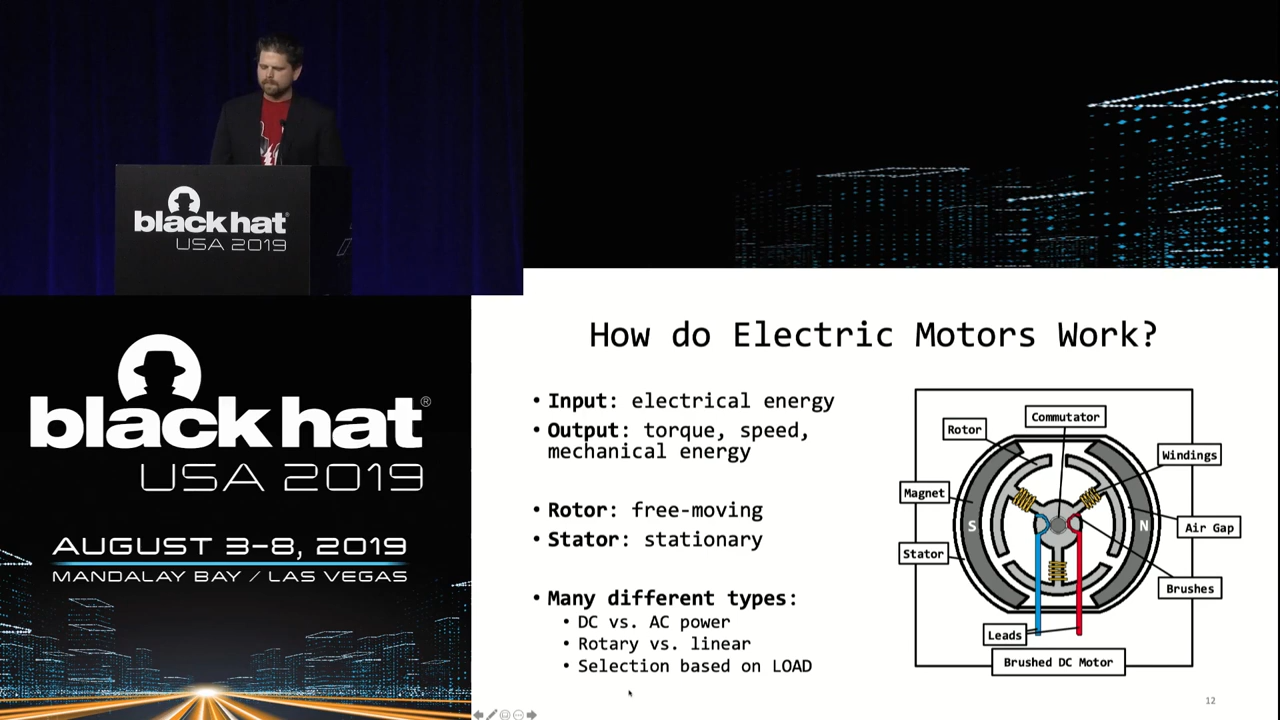 black hat®
USA 2019
black hat®
USA 2019
AUGUST 3-8, 2019
MANDALAY BAY / LAS VEGAS
How do Electric Motors Work?
• Input: electrical energy
• Output: torque, speed,
mechanical energy
• Rotor: free-moving
• Stator: stationary
• Many different types:
• DC vs. AC power
• Rotary vs. linear
• Selection based on LOAD
Commutator
Rotor
Windings
Magnet
S
N
Air Gap
Stator
Brushes
Leads
Brushed DC Motor
12